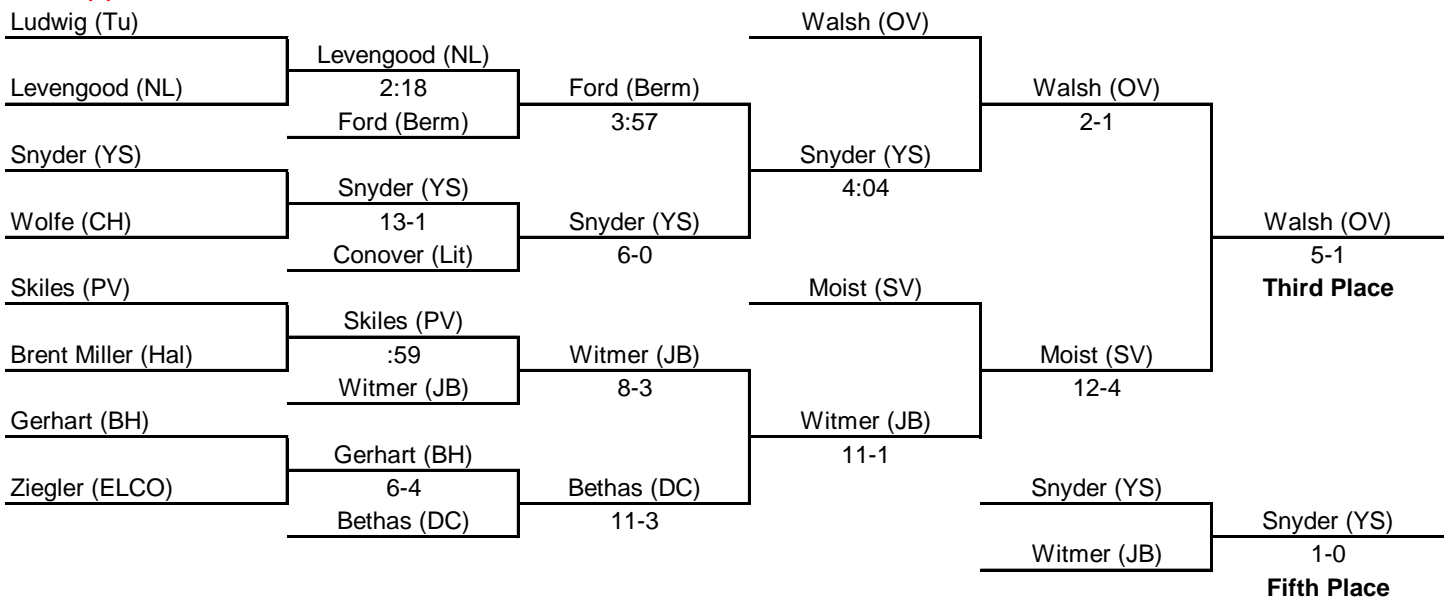 Ludwig (Tu)
Walsh (OV)
Levengood (NL)
Levengood (NL)
2:18
Ford (Berm)
Walsh (OV)
Ford (Berm)
3:57
2-1
Snyder (YS)
Snyder (YS)
Snyder (YS)
4:04
Wolfe (CH)
13-1
Snyder (YS)
Walsh (OV)
Conover (Lit)
6-0
5-1
Skiles (PV)
Moist (SV)
Third Place
Skiles (PV)
Brent Miller (Hal)
:59
Witmer (JB)
Moist (SV)
Witmer (JB)
8-3
12-4
Gerhart (BH)
Witmer (JB)
Gerhart (BH)
11-1
Ziegler (ELCO)
6-4
Bethas (DC)
Snyder (YS)
Bethas (DC)
11-3
Snyder (YS)
Witmer (JB)
1-0
Fifth Place